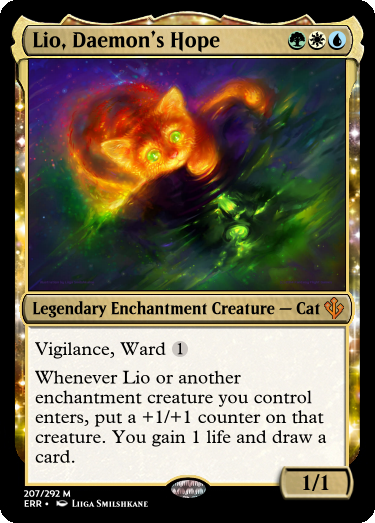 Lio, Daemon's Hope
Legendary Enchantment Creature — Cat
Vigilance, Ward 1
Whenever Lio or another
enchantment creature you control
enters, put a +1/+1 counter on that
creature. You gain 1 life and draw a
card.
1/1
207/292 M
ERR • Liiga Smilshkane